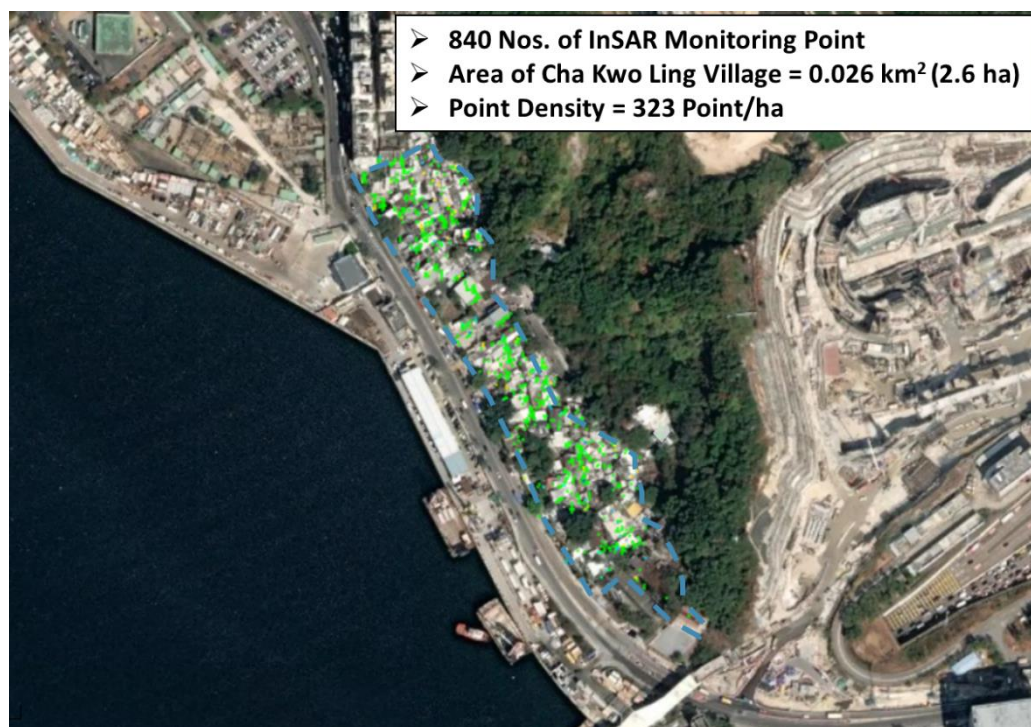 ➢ 840 Nos. of InSAR Monitoring Point
➢ Area of Cha Kwo Ling Village = 0.026 km² (2.6 ha)
➢ Point Density = 323 Point/ha